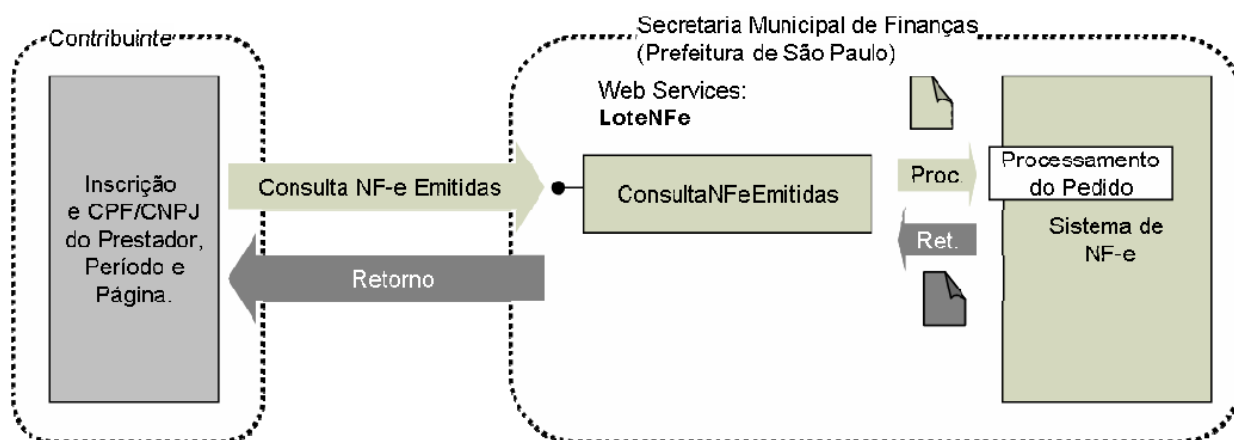 Contribuinte
Inscrição
e CPF/CNPJ
do Prestador,
Período e
Página.
Consulta NF-e Emitidas
Retorno
Secretaria Municipal de Finanças
(Prefeitura de São Paulo)
Web Services:
LoteNFe
ConsultaNFeEmitidas
Proc.
Ret.
Processamento
do Pedido
Sistema de
NF-e